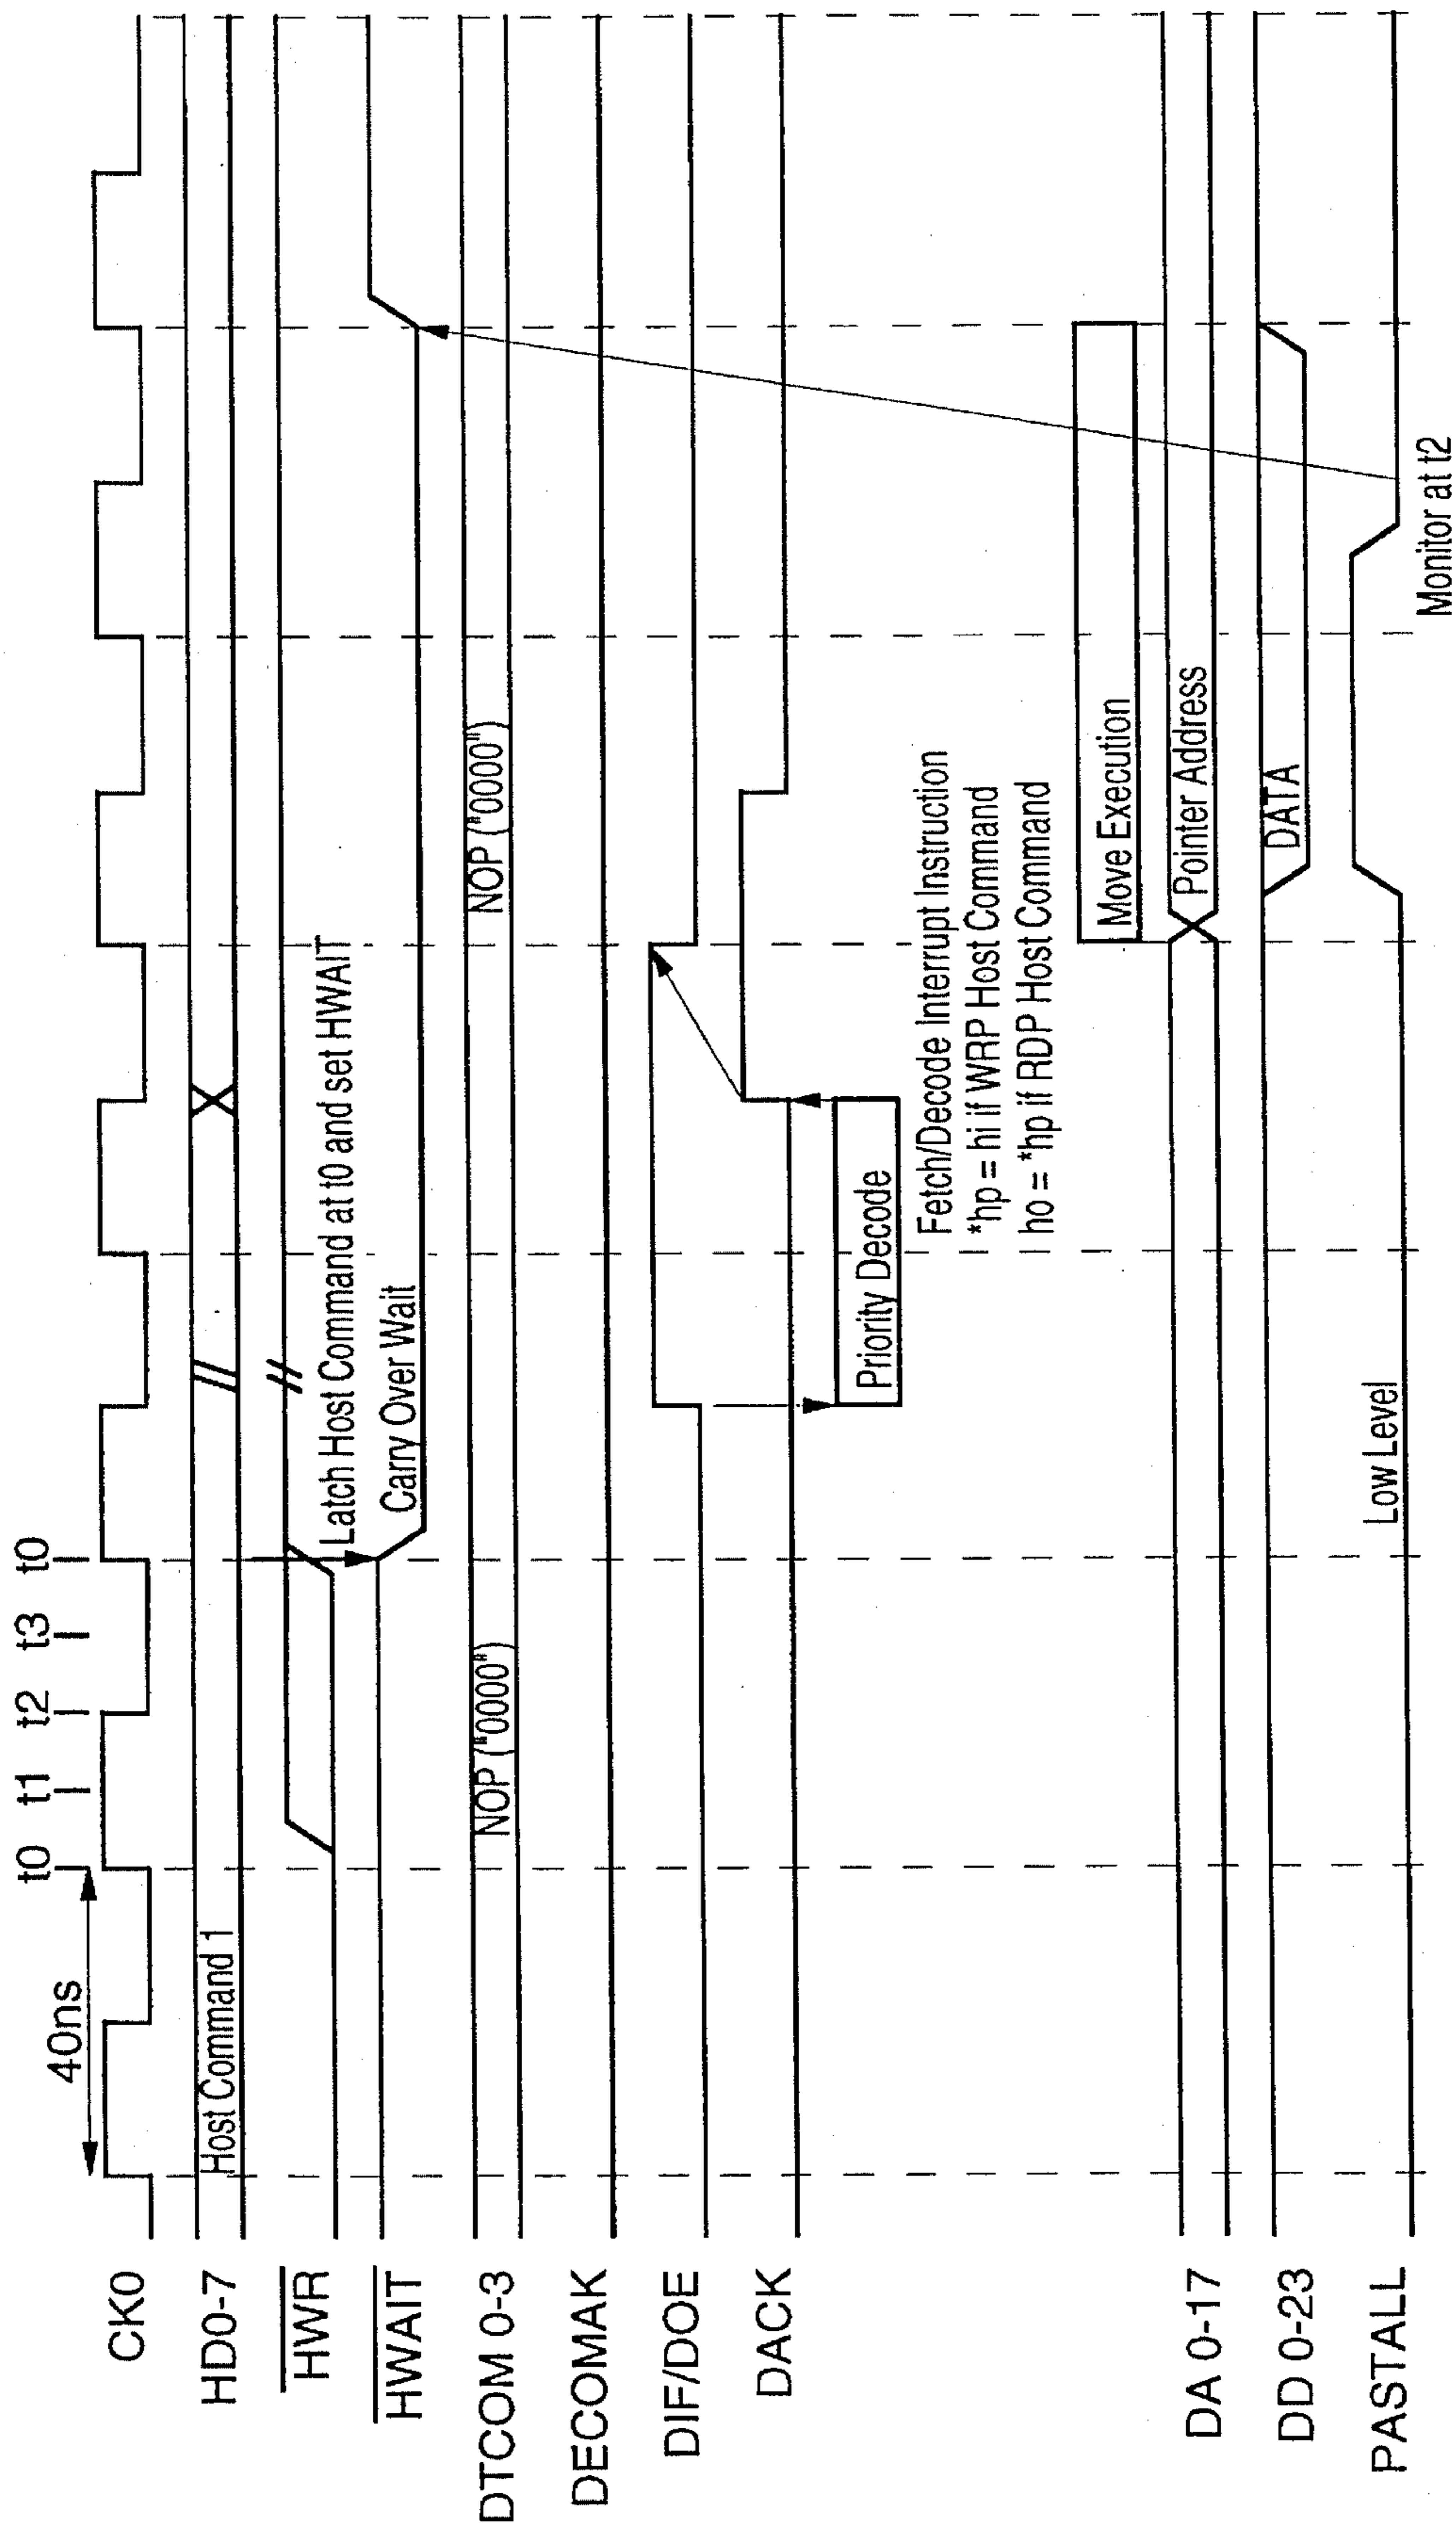 40ns
t0 t1 t2 t3 t0
CK0
HD0-7
Host Command 1
HWR
Latch Host Command at t0 and set HWAIT
HWAIT
Carry Over Wait
DTCOM 0-3
NOP ("0000")
NOP ("0000")
DECOMAK
DIF/DOE
DACK
Priority Decode
Fetch/Decode Interrupt Instruction
*hp = hi if WRP Host Command
ho = *hp if RDP Host Command
Move Execution
DA 0-17
Pointer Address
DD 0-23
DATA
PASTALL
Low Level
Monitor at t2